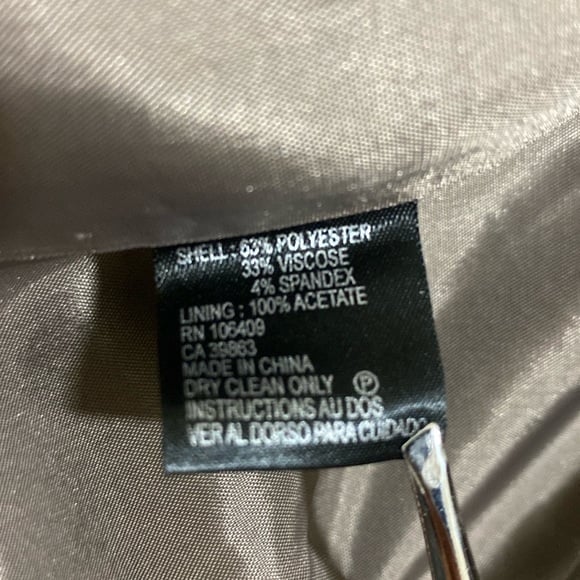 SHELL : 63% POLYESTER
33% VISCOSE
4% SPANDEX
LINING : 100% ACETATE
RN 106409
CA 39863
MADE IN CHINA
DRY CLEAN ONLY Ⓟ
INSTRUCTIONS AU DOS
VER AL DORSO PARA CUIDADO